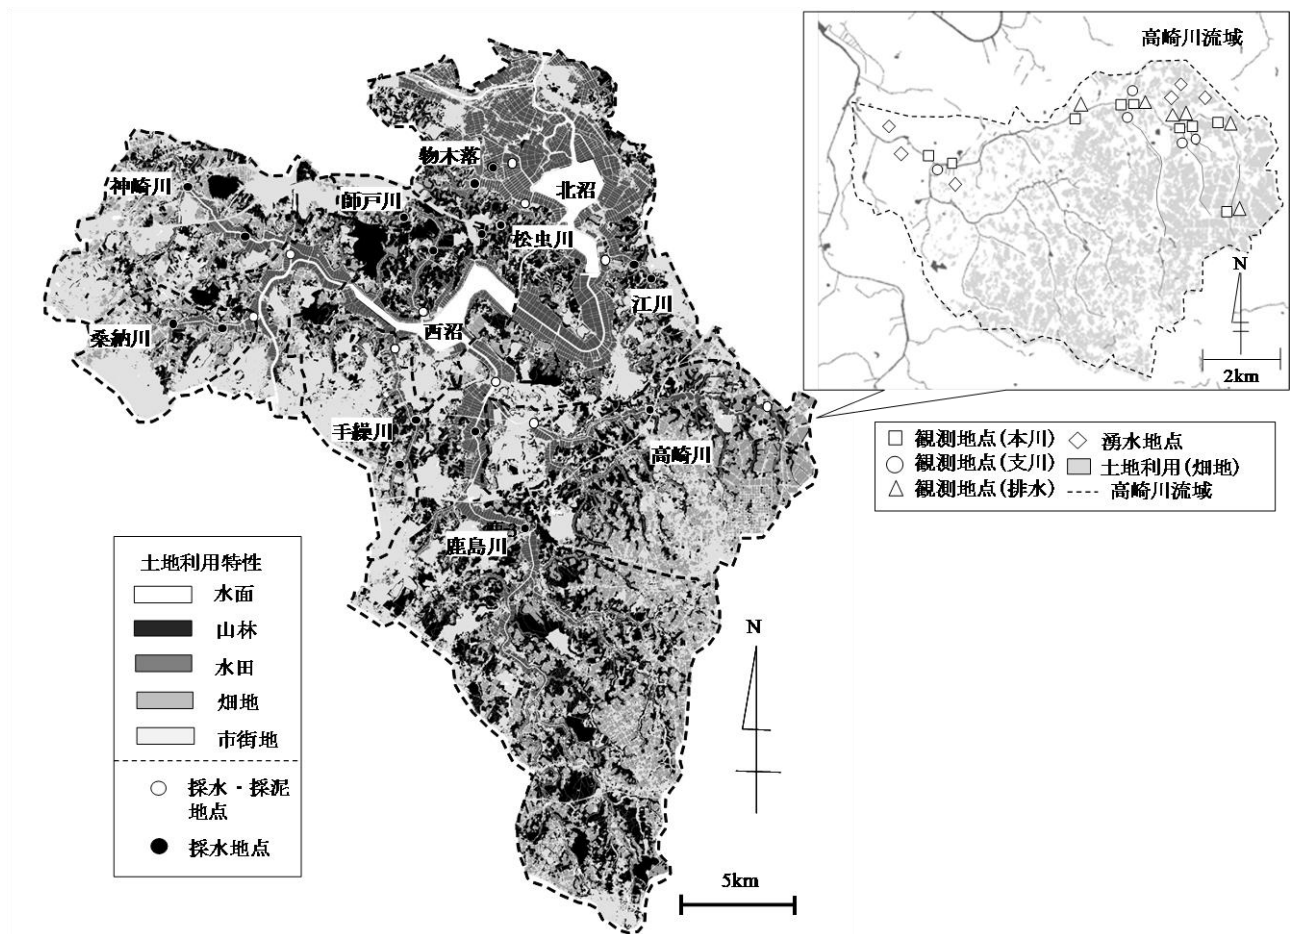 高崎川流域
N
2km
物木落
神崎川
師戸川
北沼
松虫川
江川
西沼
桑納川
手繰川
高崎川
鹿島川
観測地点(本川)
観測地点(支川)
観測地点(排水)
湧水地点
土地利用(畑地)
高崎川流域
土地利用特性
水面
山林
水田
畑地
市街地
採水・採泥
地点
採水地点
N
5km